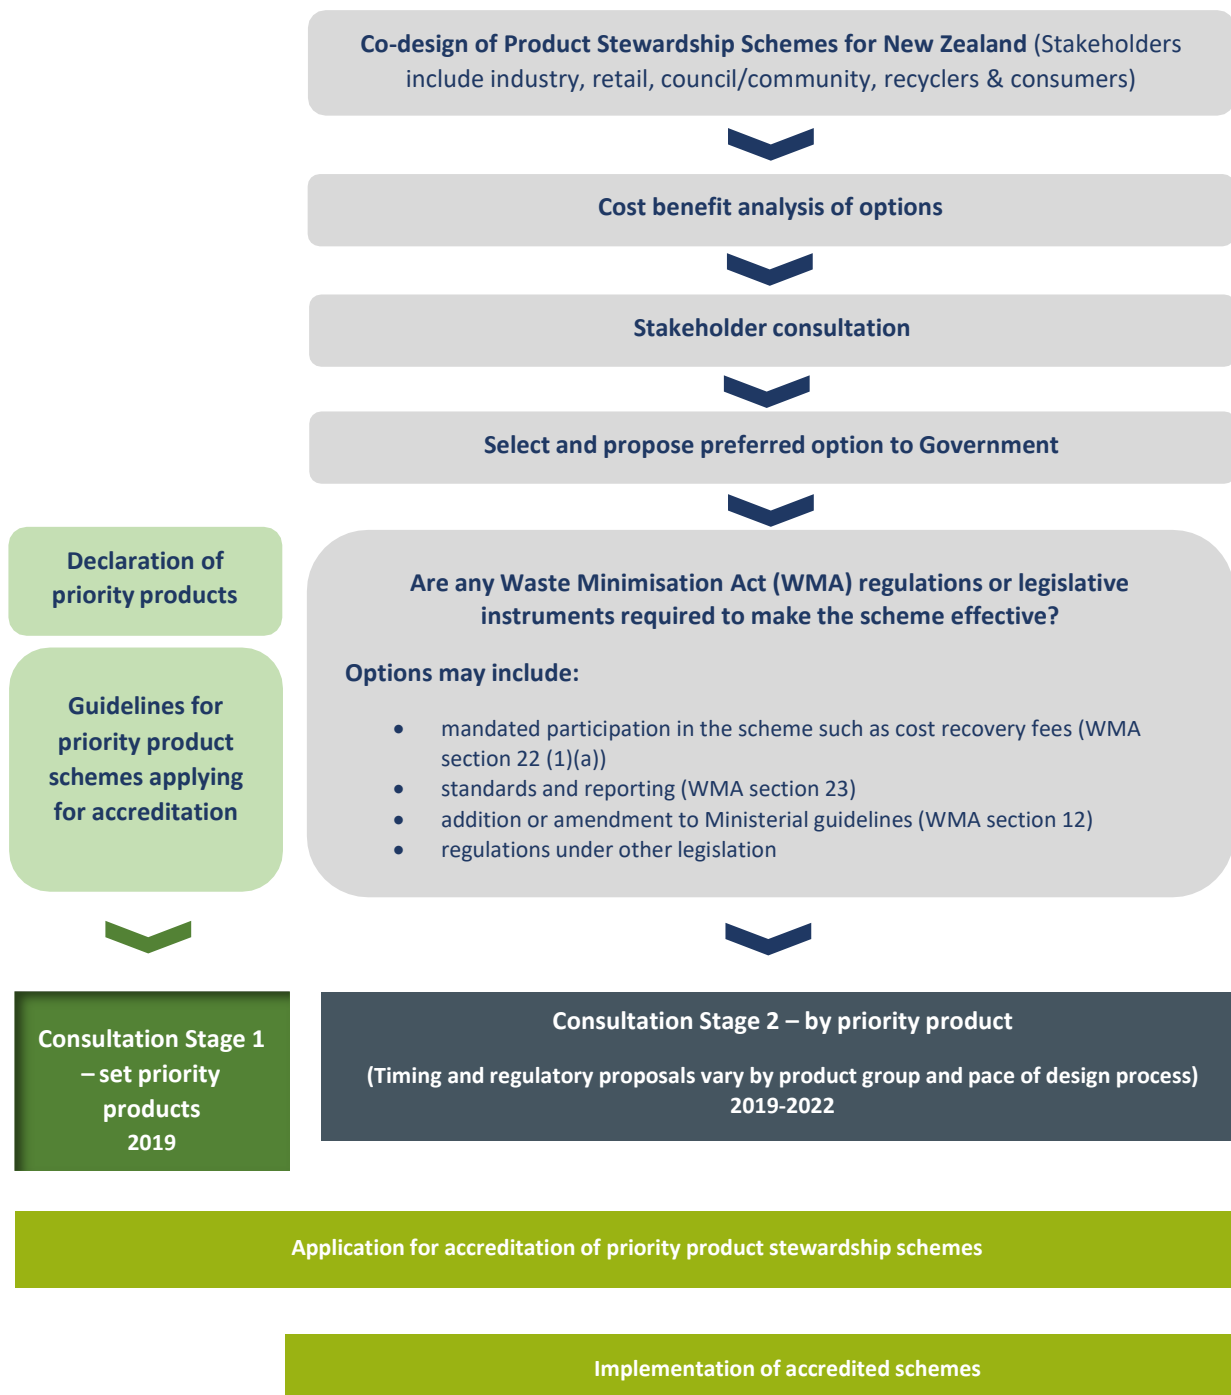 Co-design of Product Stewardship Schemes for New Zealand (Stakeholders
include industry, retail, council/community, recyclers & consumers)
Cost benefit analysis of options
Stakeholder consultation
Select and propose preferred option to Government
Declaration of
priority products
Guidelines for
priority product
schemes applying
for accreditation
Are any Waste Minimisation Act (WMA) regulations or legislative
instruments required to make the scheme effective?
Options may include:
• mandated participation in the scheme such as cost recovery fees (WMA
section 22 (1)(a))
• standards and reporting (WMA section 23)
• addition or amendment to Ministerial guidelines (WMA section 12)
• regulations under other legislation
Consultation Stage 1
– set priority
products
2019
Consultation Stage 2 – by priority product
(Timing and regulatory proposals vary by product group and pace of design process)
2019-2022
Application for accreditation of priority product stewardship schemes
Implementation of accredited schemes